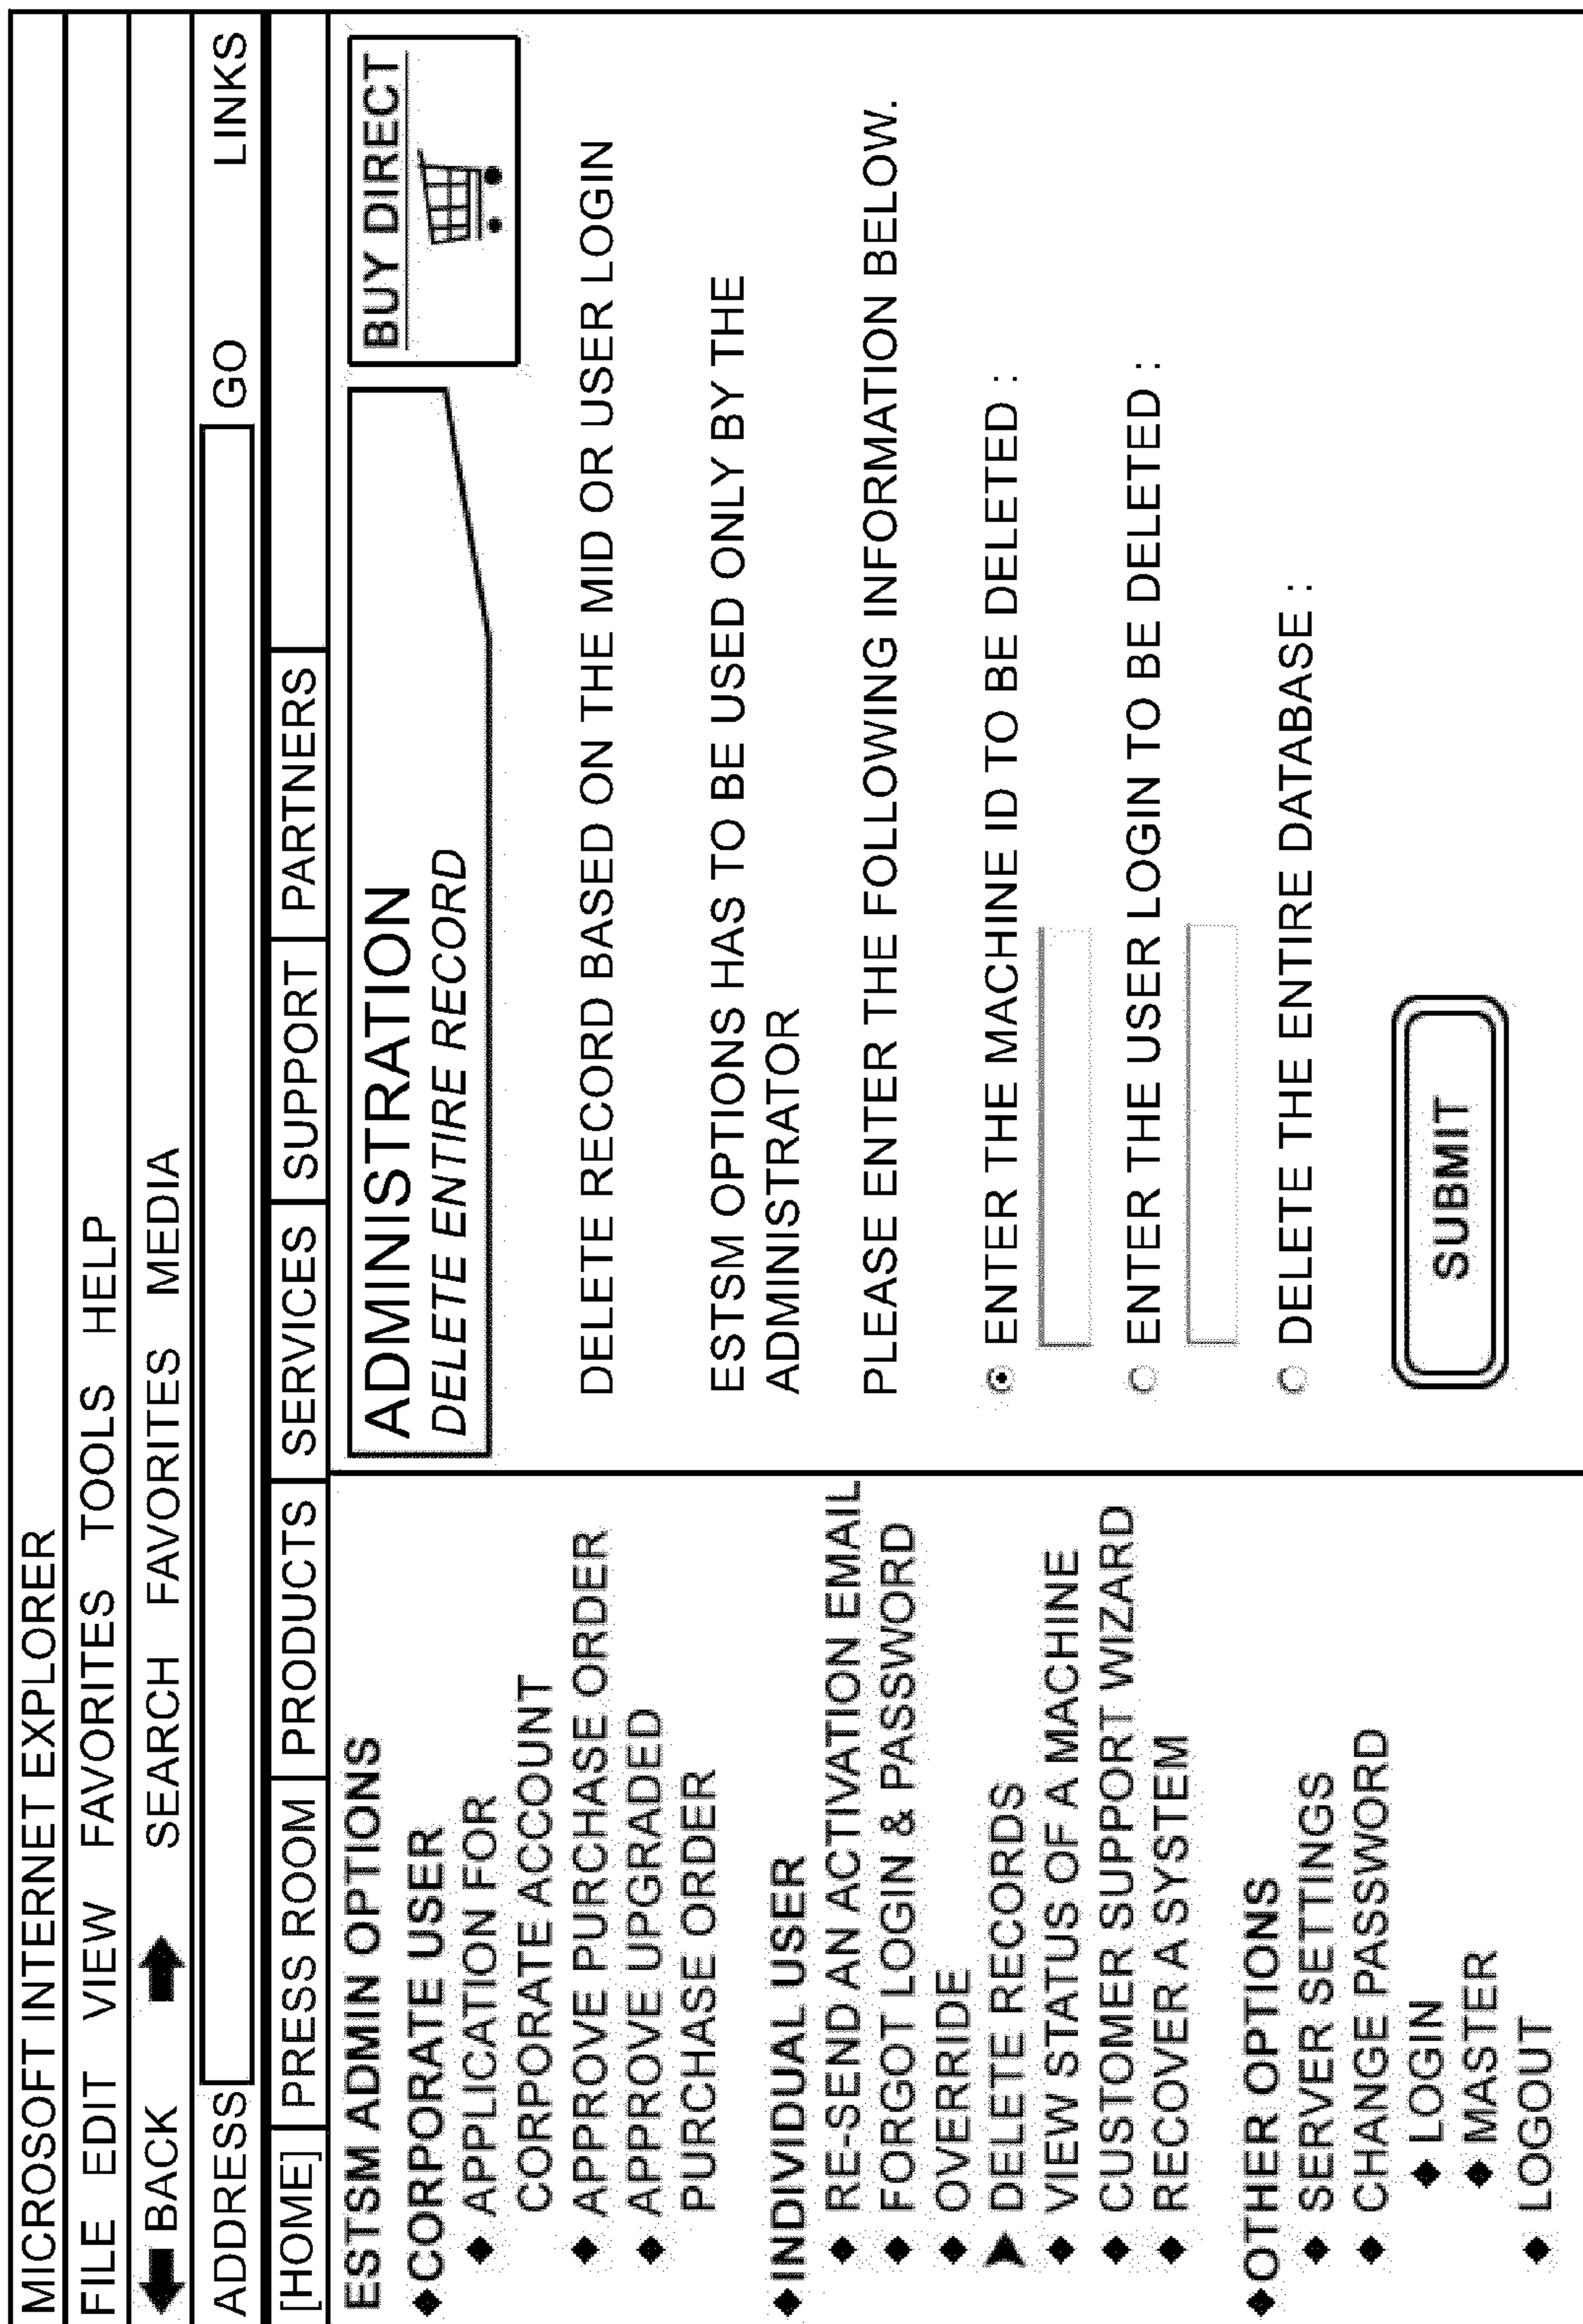 MICROSOFT INTERNET EXPLORER
FILE EDIT VIEW FAVORITES TOOLS HELP
BACK SEARCH FAVORITES MEDIA
ADDRESS GO LINKS
[HOME] PRESS ROOM PRODUCTS SERVICES SUPPORT PARTNERS
ESTSM ADMIN OPTIONS
CORPORATE USER
APPLICATION FOR
CORPORATE ACCOUNT
APPROVE PURCHASE ORDER
APPROVE UPGRADED
PURCHASE ORDER
INDIVIDUAL USER
RE-SEND AN ACTIVATION EMAIL
FORGOT LOGIN & PASSWORD
OVERRIDE
DELETE RECORDS
VIEW STATUS OF A MACHINE
CUSTOMER SUPPORT WIZARD
RECOVER A SYSTEM
OTHER OPTIONS
SERVER SETTINGS
CHANGE PASSWORD
LOGIN
MASTER
LOGOUT
ADMINISTRATION
DELETE ENTIRE RECORD
BUY DIRECT
DELETE RECORD BASED ON THE MID OR USER LOGIN
ESTSM OPTIONS HAS TO BE USED ONLY BY THE
ADMINISTRATOR
PLEASE ENTER THE FOLLOWING INFORMATION BELOW.
ENTER THE MACHINE ID TO BE DELETED :
ENTER THE USER LOGIN TO BE DELETED :
DELETE THE ENTIRE DATABASE :
SUBMIT